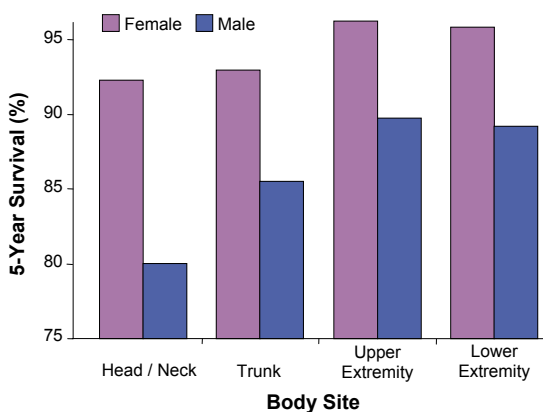 Female Male
95
90
85
80
75
5-Year Survival (%)
Head / Neck
Trunk
Upper
Extremity
Lower
Extremity
Body Site